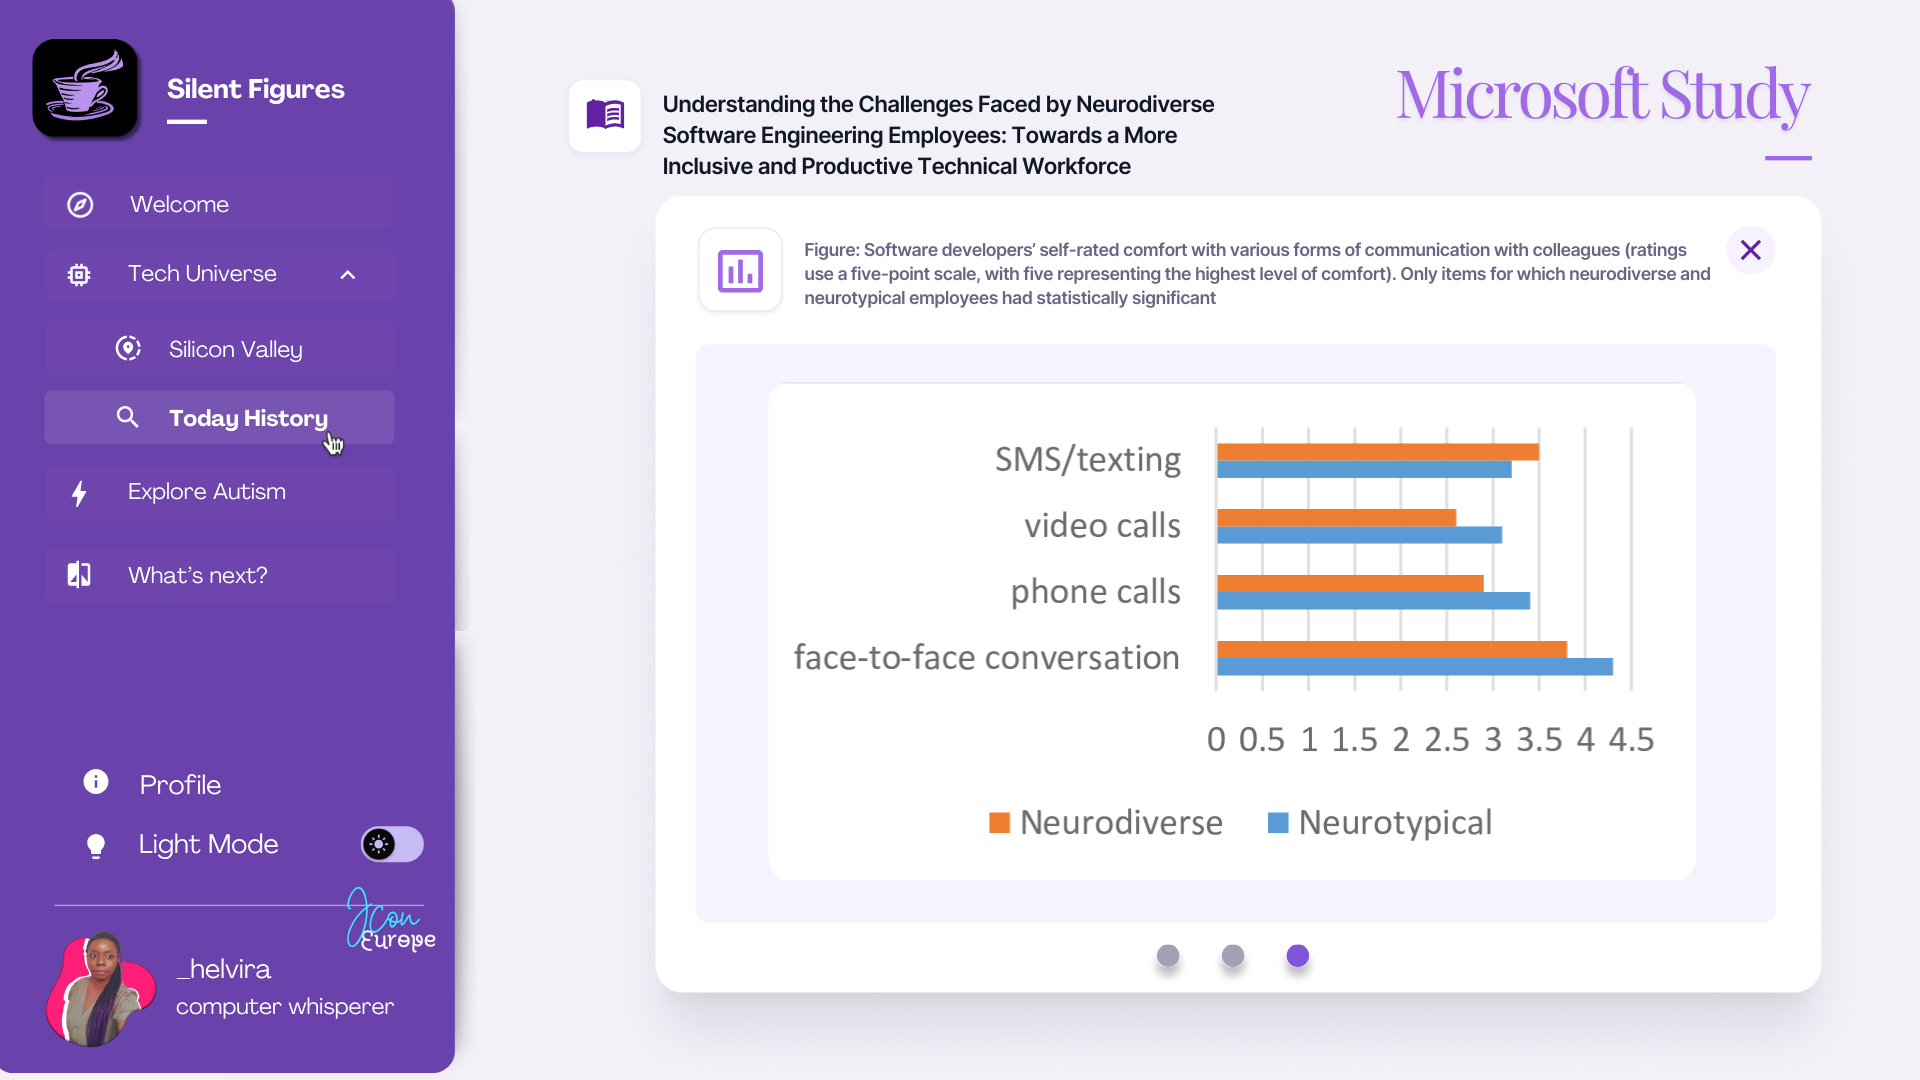 Silent Figures
Welcome
Tech Universe
Silicon Valley
Today History
Explore Autism
What's next?
Profile
Light Mode
JCon
Europe
_helvira
computer whisperer
Understanding the Challenges Faced by Neurodiverse
Software Engineering Employees: Towards a More
Inclusive and Productive Technical Workforce
Microsoft Study
Figure: Software developers' self-rated comfort with various forms of communication with colleagues (ratings
use a five-point scale, with five representing the highest level of comfort). Only items for which neurodiverse and
neurotypical employees had statistically significant
SMS/texting
video calls
phone calls
face-to-face conversation
0 0.5 1 1.5 2 2.5 3 3.5 4 4.5
Neurodiverse Neurotypical